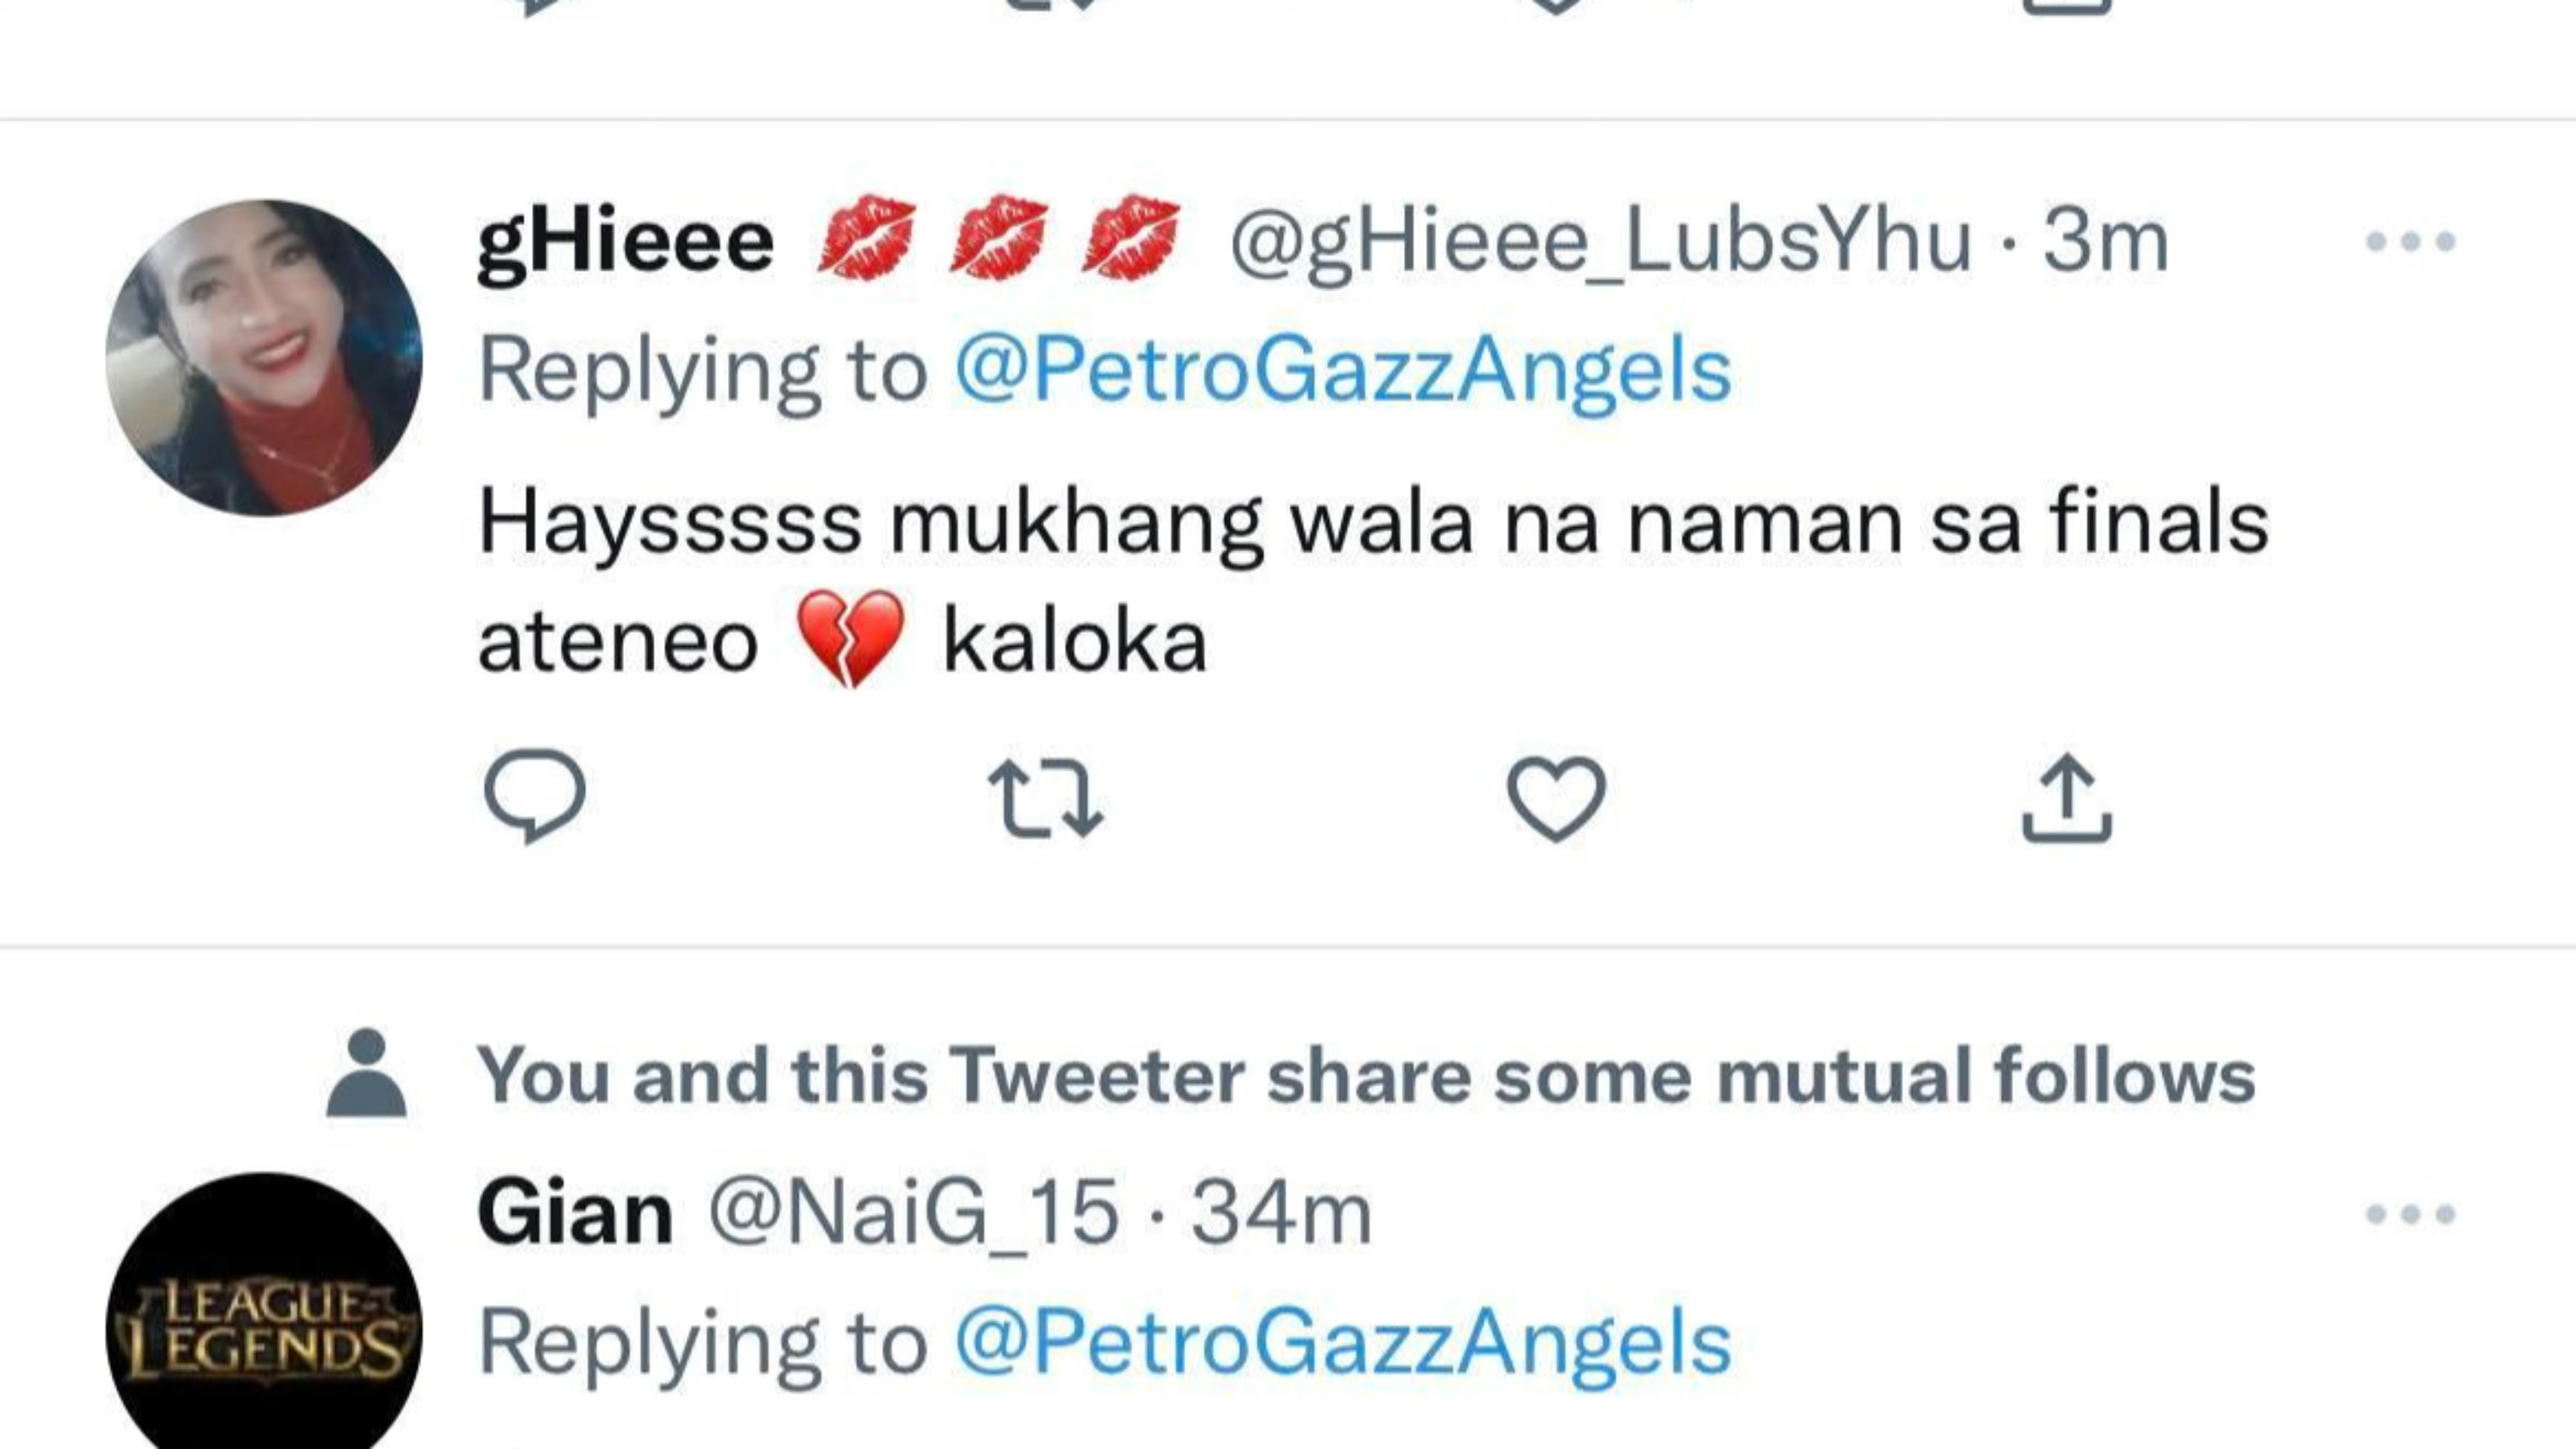 gHieee 💋 💋 💋 @gHieee_LubsYhu · 3m
Replying to @PetroGazzAngels
Haysssss mukhang wala na naman sa finals
ateneo 💔 kaloka
You and this Tweeter share some mutual follows
Gian @NaiG_15 · 34m
LEAGUE
LEGENDS
Replying to @PetroGazzAngels